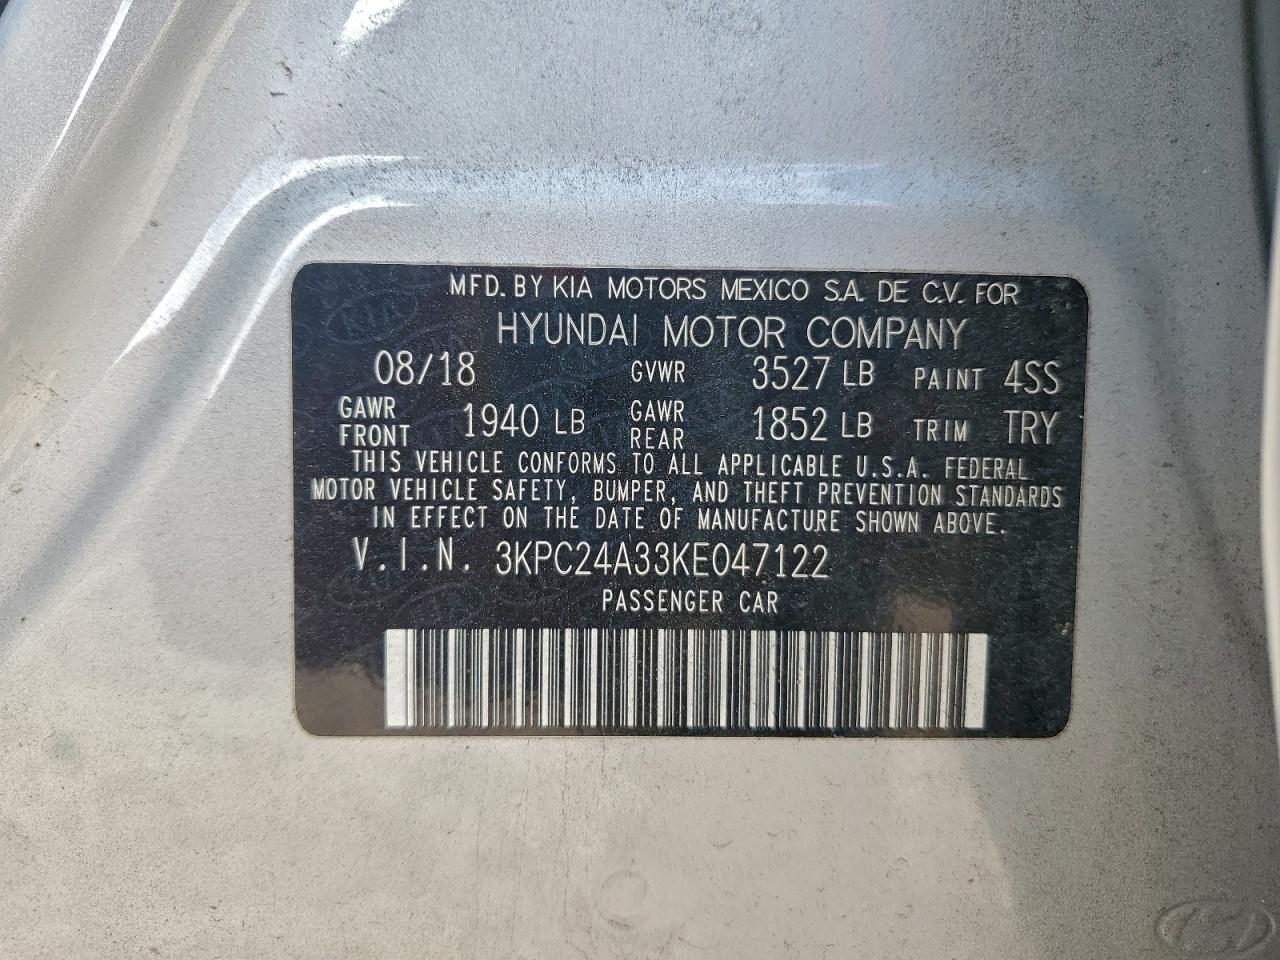 MFD. BY KIA MOTORS MEXICO S.A. DE C.V. FOR
HYUNDAI MOTOR COMPANY
08/18 GVWR 3527 LB PAINT 4SS
GAWR FRONT 1940 LB GAWR REAR 1852 LB TRIM TRY
THIS VEHICLE CONFORMS TO ALL APPLICABLE U.S.A. FEDERAL
MOTOR VEHICLE SAFETY, BUMPER, AND THEFT PREVENTION STANDARDS
IN EFFECT ON THE DATE OF MANUFACTURE SHOWN ABOVE.
V.I.N. 3KPC24A33KE047122
PASSENGER CAR